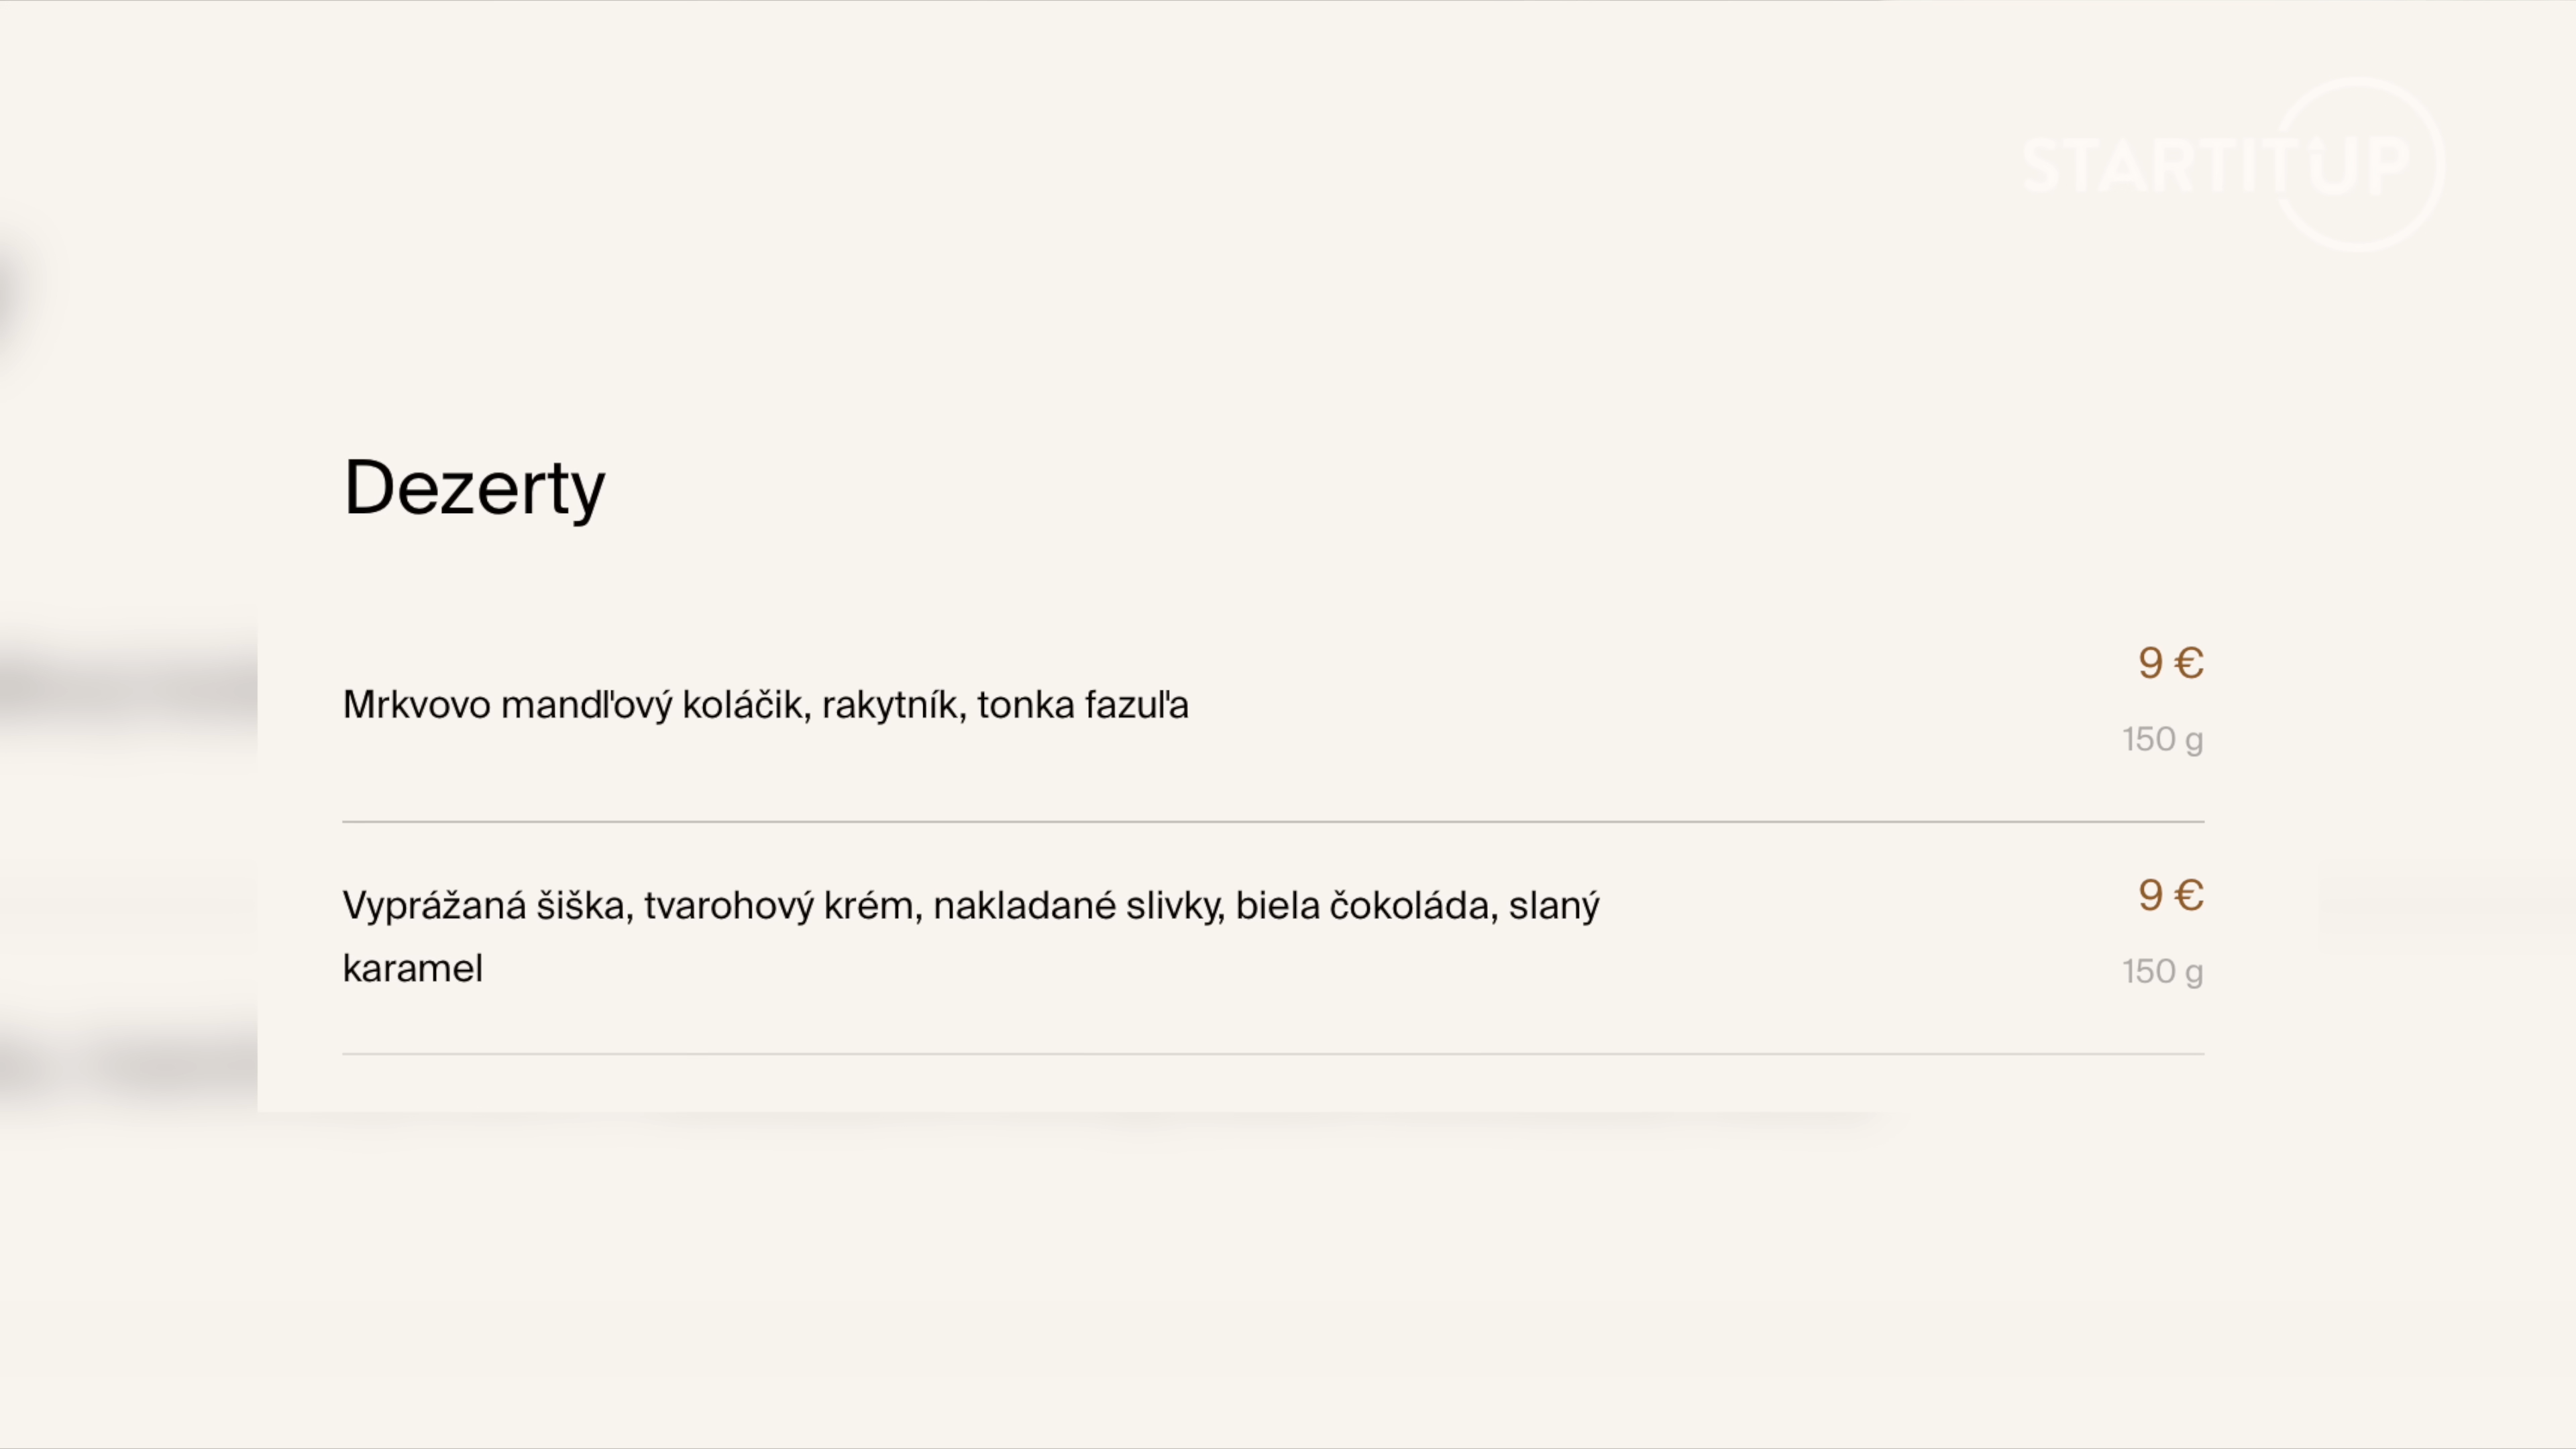 STARTITUP
Dezerty
9 €
Mrkvovo mandľový koláčik, rakytník, tonka fazuľa
150 g
9 €
Vyprážaná šiška, tvarohový krém, nakladané slivky, biela čokoláda, slaný
karamel
150 g